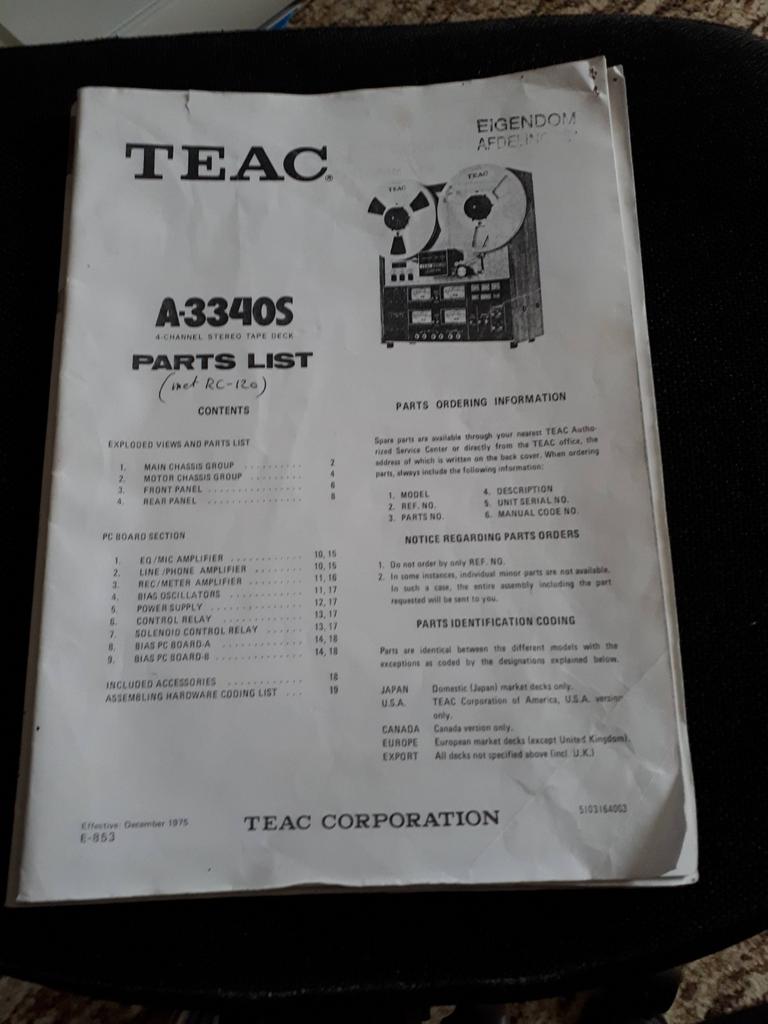 TEAC®
EIGENDOM
TEAC
TEAC
A-3340S
4-CHANNEL STEREO TAPE DECK
PARTS LIST
(met RC-120)
CONTENTS
EXPLODED VIEWS AND PARTS LIST
1. MAIN CHASSIS GROUP .......... 2
2. MOTOR CHASSIS GROUP ......... 4
3. FRONT PANEL ................ 6
4. REAR PANEL ................ 8
PC BOARD SECTION
1. EQ/MIC AMPLIFIER ............ 10, 15
2. LINE/PHONE AMPLIFIER ......... 10, 15
3. REC/METER AMPLIFIER .......... 11, 16
4. BIAS OSCILLATORS ............. 11, 17
5. POWER SUPPLY ................ 12, 17
6. CONTROL RELAY ............... 13, 17
7. SOLENOID CONTROL RELAY ....... 13, 17
8. BIAS PC BOARD-A .............. 14, 18
9. BIAS PC BOARD-B .............. 14, 18
INCLUDED ACCESSORIES ............ 18
ASSEMBLING HARDWARE CODING LIST ... 19
PARTS ORDERING INFORMATION
Spare parts are available through your nearest TEAC Autho-
rized Service Center or directly from the TEAC office, the
address of which is written on the back cover. When ordering
parts, always include the following information:
1. MODEL 4. DESCRIPTION
2. REF. NO. 5. UNIT SERIAL NO.
3. PARTS NO. 6. MANUAL CODE NO.
NOTICE REGARDING PARTS ORDERS
1. Do not order by only REF. NO.
2. In some instances, individual minor parts are not available.
In such a case, the entire assembly including the part
requested will be sent to you.
PARTS IDENTIFICATION CODING
Parts are identical between the different models with the
exceptions as coded by the designations explained below.
JAPAN Domestic (Japan) market decks only.
U.S.A. TEAC Corporation of America, U.S.A. version
only.
CANADA Canada version only.
EUROPE European market decks (except United Kingdom).
EXPORT All decks not specified above (incl. U.K.)
Effective: December 1975
E-853
TEAC CORPORATION